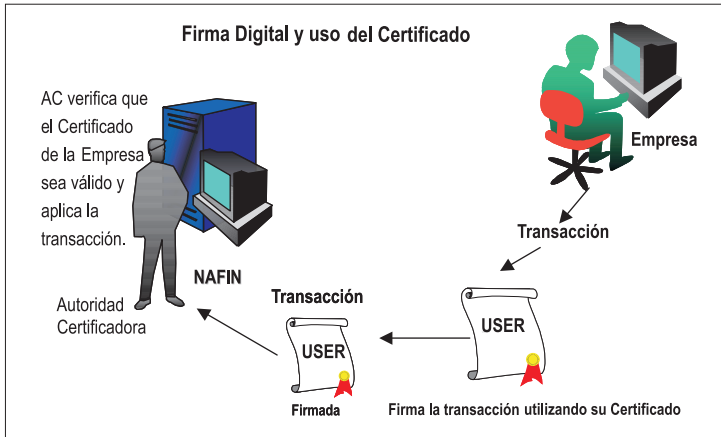 Firma Digital y uso del Certificado
AC verifica que
el Certificado
de la Empresa
sea válido y
aplica la
transacción.
Empresa
Transacción
NAFIN
Autoridad
Certificadora
Transacción
USER
Firmada
USER
Firma la transacción utilizando su Certificado